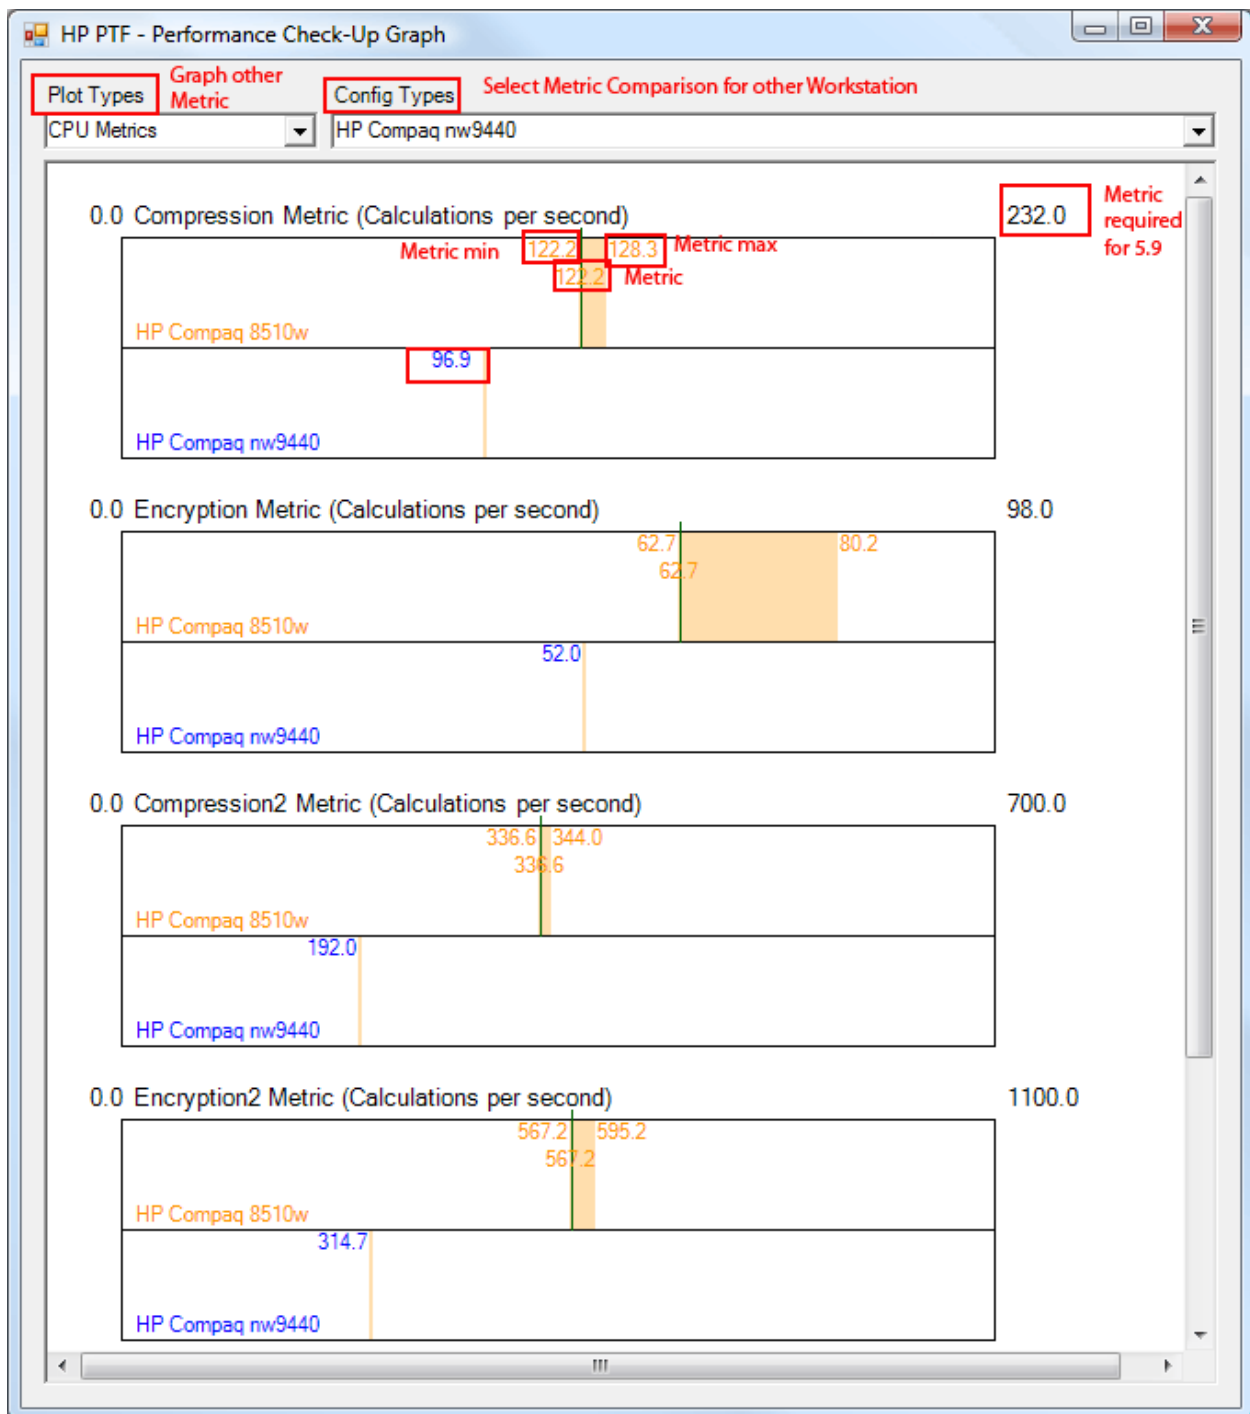 HP PTF - Performance Check-Up Graph
Plot Types
Graph other
Metric
Config Types
Select Metric Comparison for other Workstation
CPU Metrics
HP Compaq nw9440
0.0 Compression Metric (Calculations per second)
232.0
Metric
required
for 5.9
Metric min
122.2
128.3
Metric max
122.2
Metric
HP Compaq 8510w
96.9
HP Compaq nw9440
0.0 Encryption Metric (Calculations per second)
98.0
62.7
80.2
62.7
HP Compaq 8510w
52.0
HP Compaq nw9440
0.0 Compression2 Metric (Calculations per second)
700.0
336.6
344.0
336.6
HP Compaq 8510w
192.0
HP Compaq nw9440
0.0 Encryption2 Metric (Calculations per second)
1100.0
567.2
595.2
567.2
HP Compaq 8510w
314.7
HP Compaq nw9440